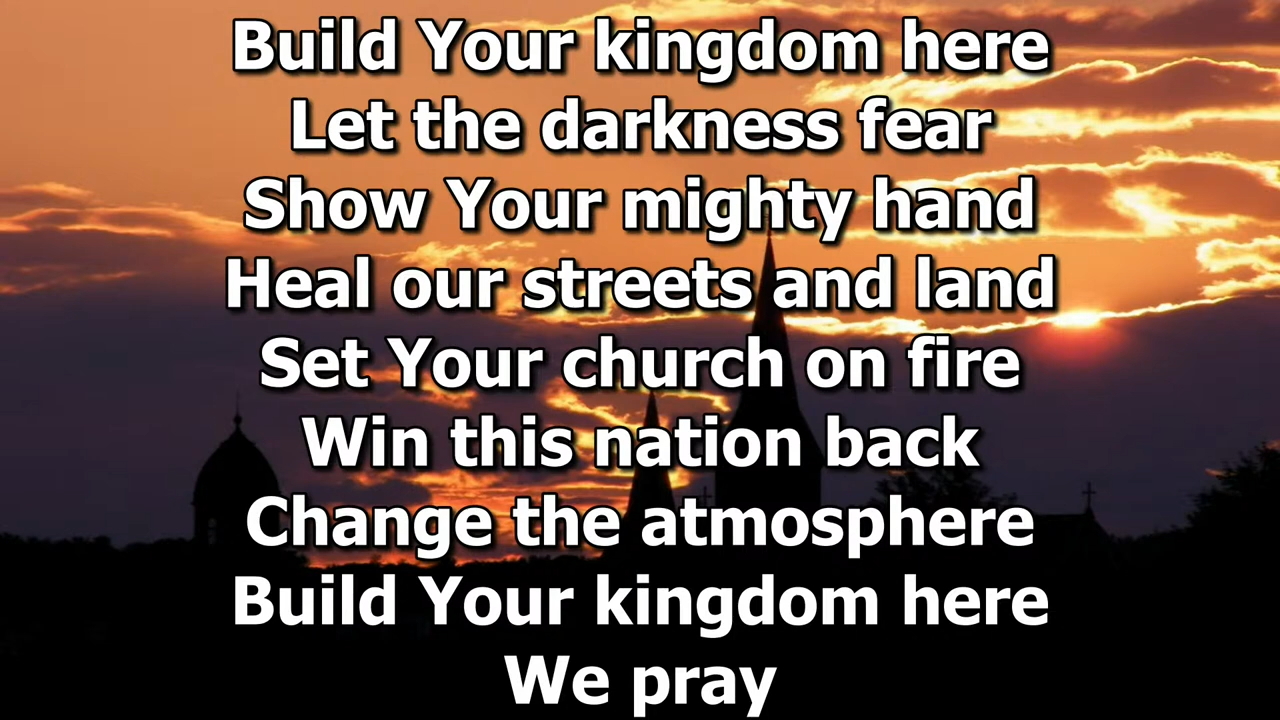 Build Your kingdom here
Let the darkness fear
Show Your mighty hand
Heal our streets and land
Set Your church on fire
Win this nation back
Change the atmosphere
Build Your kingdom here
We pray